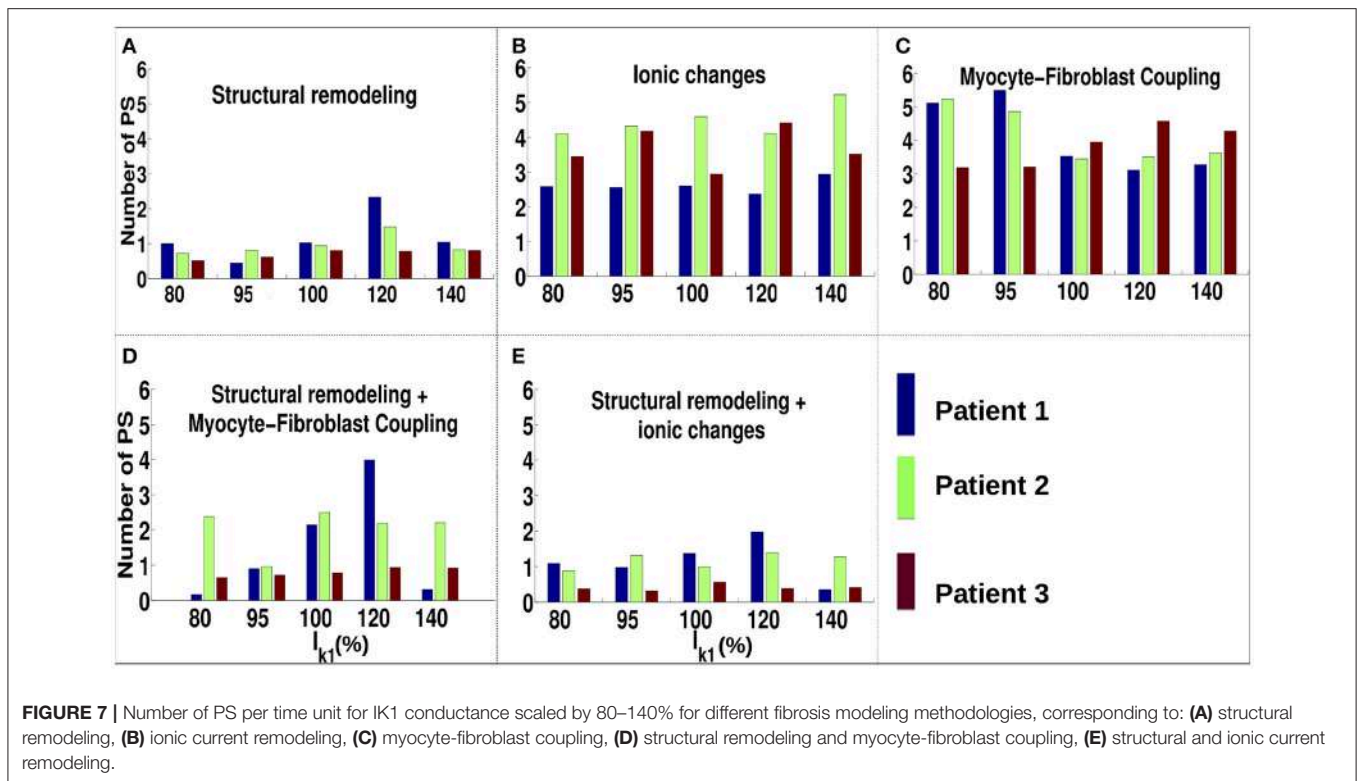 A
Structural remodeling
Number of PS
6
5
4
3
2
1
0
80 95 100 120 140
B
Ionic changes
6
5
4
3
2
1
0
80 95 100 120 140
C
Myocyte–Fibroblast Coupling
6
5
4
3
2
1
0
80 95 100 120 140
D
Structural remodeling +
Myocyte–Fibroblast Coupling
Number of PS
6
5
4
3
2
1
0
80 95 100 120 140
I_k1 (%)
E
Structural remodeling +
ionic changes
6
5
4
3
2
1
0
80 95 100 120 140
I_k1 (%)
Patient 1
Patient 2
Patient 3
FIGURE 7 | Number of PS per time unit for IK1 conductance scaled by 80–140% for different fibrosis modeling methodologies, corresponding to: (A) structural
remodeling, (B) ionic current remodeling, (C) myocyte-fibroblast coupling, (D) structural remodeling and myocyte-fibroblast coupling, (E) structural and ionic current
remodeling.